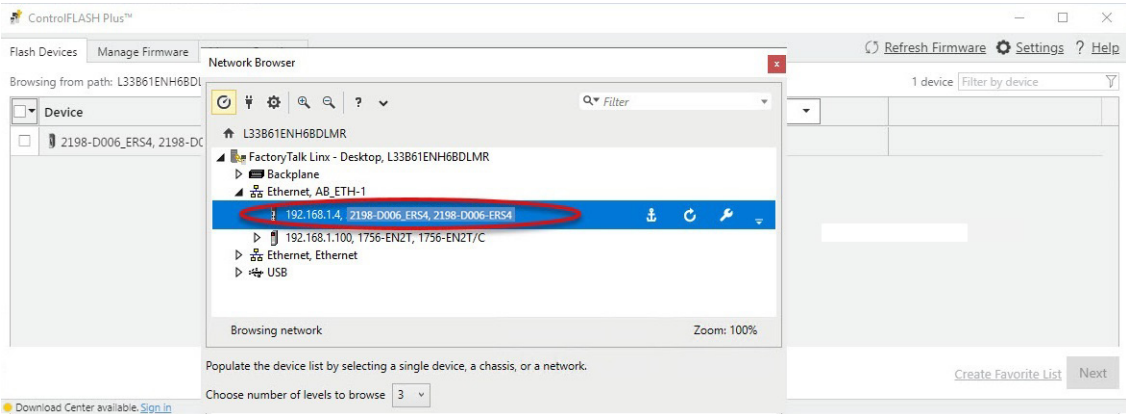 ControlFLASH Plus™
Flash Devices Manage Firmware
Refresh Firmware Settings ? Help
Network Browser
x
Browsing from path: L33B61ENH6BDL
1 device Filter by device
Filter
Device
2198-D006_ERS4, 2198-D0
L33B61ENH6BDLMR
FactoryTalk Linx - Desktop, L33B61ENH6BDLMR
Backplane
Ethernet, AB_ETH-1
192.168.1.4, 2198-D006_ERS4, 2198-D006-ERS4
192.168.1.100, 1756-EN2T, 1756-EN2T/C
Ethernet, Ethernet
USB
Browsing network Zoom: 100%
Populate the device list by selecting a single device, a chassis, or a network.
Choose number of levels to browse 3
Create Favorite List Next
Download Center available. Sign in